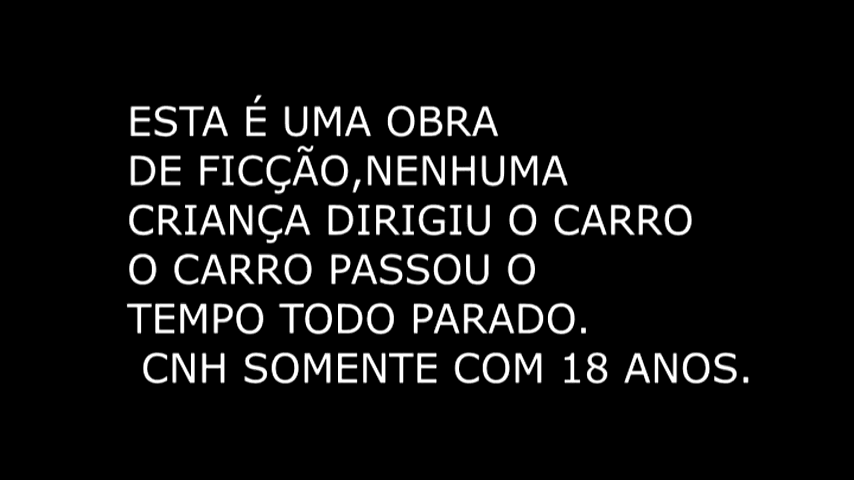 ESTA É UMA OBRA
DE FICÇÃO,NENHUMA
CRIANÇA DIRIGIU O CARRO
O CARRO PASSOU O
TEMPO TODO PARADO.
CNH SOMENTE COM 18 ANOS.